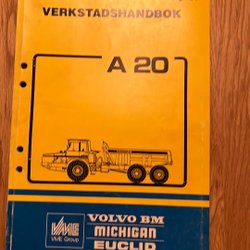 VERKSTADSHANDBOK
A 20
VME
VME Group
VOLVO BM
MICHIGAN
EUCLID